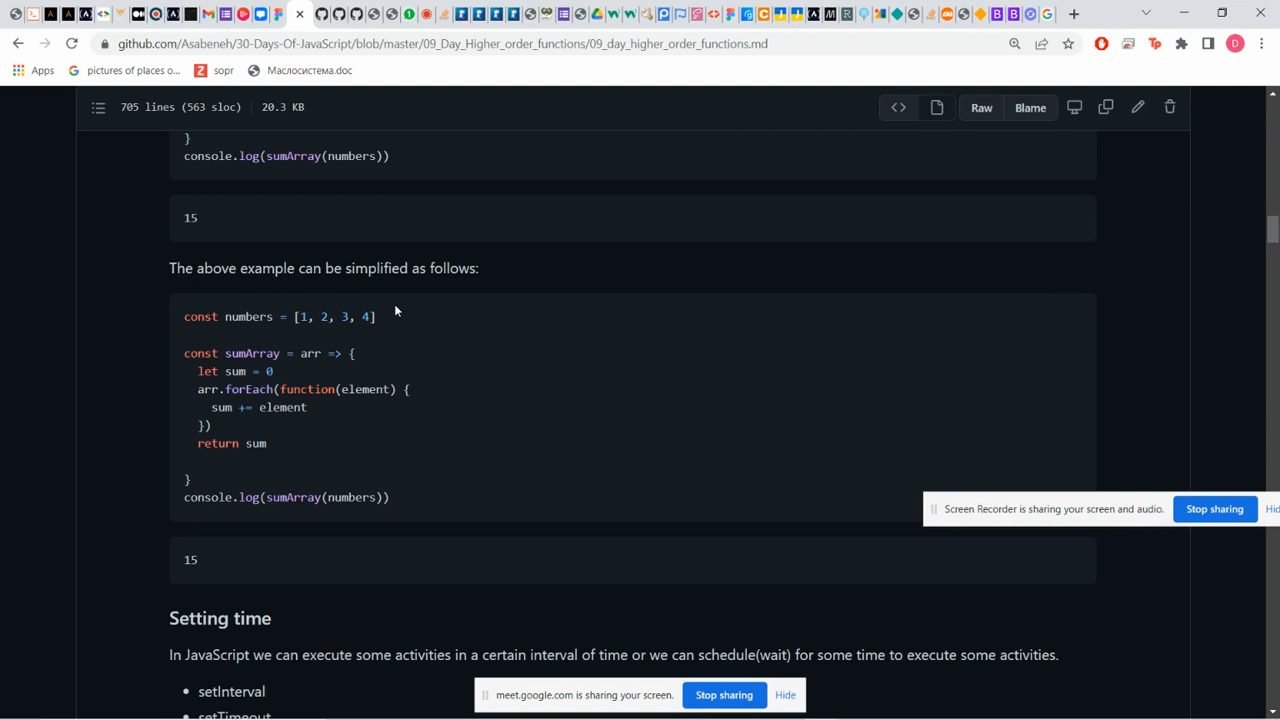 github.com/Asabeneh/30-Days-Of-JavaScript/blob/master/09_Day_Higher_order_functions/09_day_higher_order_functions.md
D
Apps
pictures of places o...
sopr
Маслосистема.doc
705 lines (563 sloc)
20.3 KB
Raw
Blame
}
console.log(sumArray(numbers))
15
The above example can be simplified as follows:
const numbers = [1, 2, 3, 4]
const sumArray = arr => {
let sum = 0
arr.forEach(function(element) {
sum += element
})
return sum
}
console.log(sumArray(numbers))
Screen Recorder is sharing your screen and audio.
Stop sharing
Hid
15
Setting time
In JavaScript we can execute some activities in a certain interval of time or we can schedule(wait) for some time to execute some activities.
setInterval
meet.google.com is sharing your screen.
Stop sharing
Hide
setTimeout